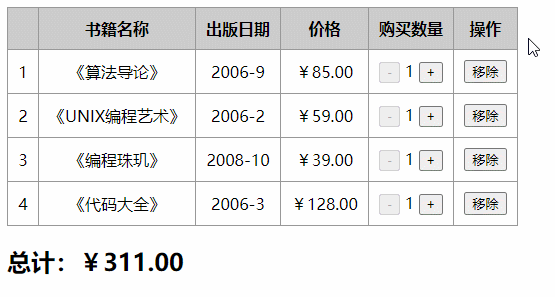 书籍名称 出版日期 价格 购买数量 操作
1 《算法导论》 2006-9 ￥85.00 - 1 + 移除
2 《UNIX编程艺术》 2006-2 ￥59.00 - 1 + 移除
3 《编程珠玑》 2008-10 ￥39.00 - 1 + 移除
4 《代码大全》 2006-3 ￥128.00 - 1 + 移除
总计：￥311.00